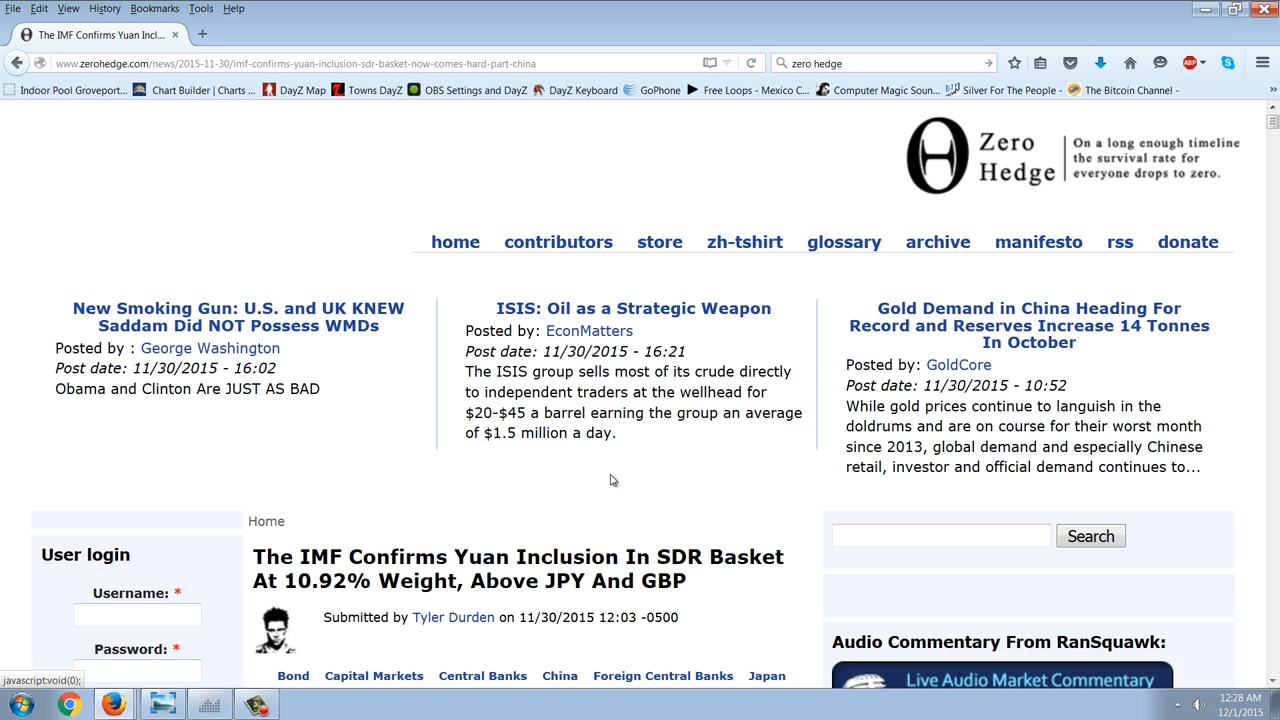 File Edit View History Bookmarks Tools Help
The IMF Confirms Yuan Incl...
www.zerohedge.com/news/2015-11-30/imf-confirms-yuan-inclusion-sdr-basket-now-comes-hard-part-china
zero hedge
ABP
Indoor Pool Groveport... Chart Builder | Charts ... DayZ Map Towns DayZ OBS Settings and DayZ DayZ Keyboard GoPhone Free Loops - Mexico C... Computer Magic Soun... Silver For The People - The Bitcoin Channel -
Zero Hedge
On a long enough timeline
the survival rate for
everyone drops to zero.
home contributors store zh-tshirt glossary archive manifesto rss donate
New Smoking Gun: U.S. and UK KNEW
Saddam Did NOT Possess WMDs
Posted by : George Washington
Post date: 11/30/2015 - 16:02
Obama and Clinton Are JUST AS BAD
ISIS: Oil as a Strategic Weapon
Posted by: EconMatters
Post date: 11/30/2015 - 16:21
The ISIS group sells most of its crude directly
to independent traders at the wellhead for
$20-$45 a barrel earning the group an average
of $1.5 million a day.
Gold Demand in China Heading For
Record and Reserves Increase 14 Tonnes
In October
Posted by: GoldCore
Post date: 11/30/2015 - 10:52
While gold prices continue to languish in the
doldrums and are on course for their worst month
since 2013, global demand and especially Chinese
retail, investor and official demand continues to...
User login
Username: *
Password: *
Home
The IMF Confirms Yuan Inclusion In SDR Basket
At 10.92% Weight, Above JPY And GBP
Submitted by Tyler Durden on 11/30/2015 12:03 -0500
Bond Capital Markets Central Banks China Foreign Central Banks Japan
Search
Audio Commentary From RanSquawk:
Live Audio Market Commentary
javascript:void(0);
12:28 AM
12/1/2015